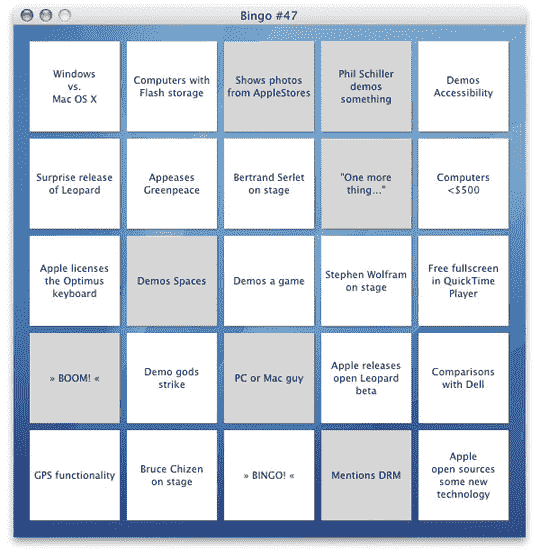 Bingo #47
Windows
vs.
Mac OS X
Computers with
Flash storage
Shows photos
from AppleStores
Phil Schiller
demos
something
Demos
Accessibility
Surprise release
of Leopard
Appeases
Greenpeace
Bertrand Serlet
on stage
"One more
thing..."
Computers
<$500
Apple licenses
the Optimus
keyboard
Demos Spaces
Demos a game
Stephen Wolfram
on stage
Free fullscreen
in QuickTime
Player
» BOOM! «
Demo gods
strike
PC or Mac guy
Apple releases
open Leopard
beta
Comparisons
with Dell
GPS functionality
Bruce Chizen
on stage
» BINGO! «
Mentions DRM
Apple
open sources
some new
technology